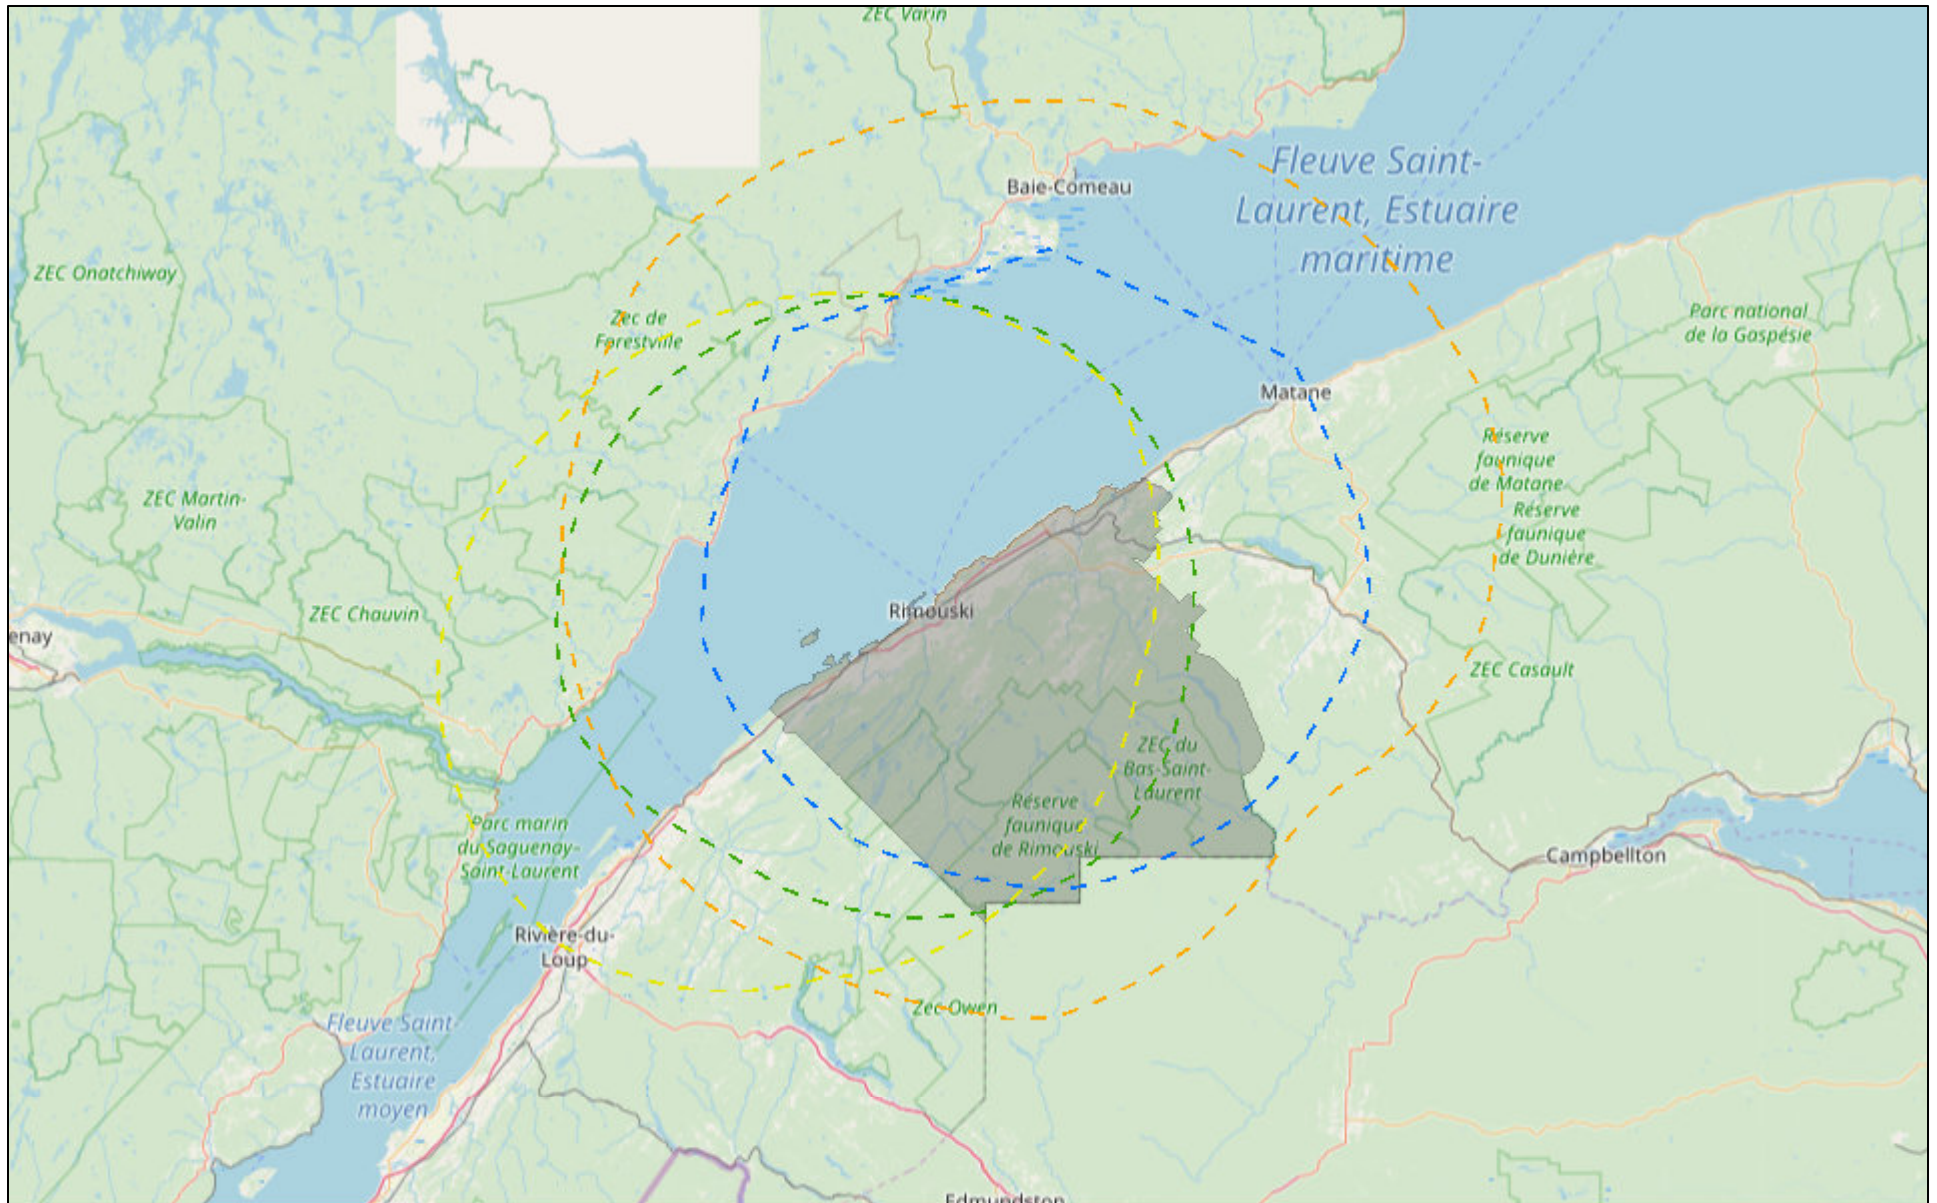 ZEC Varin
Baie-Comeau
Fleuve Saint-
Laurent, Estuaire
maritime
ZEC Onatchiway
Zec de
Forestville
Parc national
de la Gaspésie
Matane
Réserve
faunique
de Matane
Réserve
faunique
de Dunière
ZEC Martin-
Valin
ZEC Chauvin
Rimouski
enay
ZEC Casault
ZEC du
Bas-Saint-
Laurent
Réserve
faunique
de Rimouski
Parc marin
du Saguenay-
Saint-Laurent
Campbellton
Rivière-du-
Loup
Zec Owen
Fleuve Saint-
Laurent,
Estuaire
moyen
Edmundston